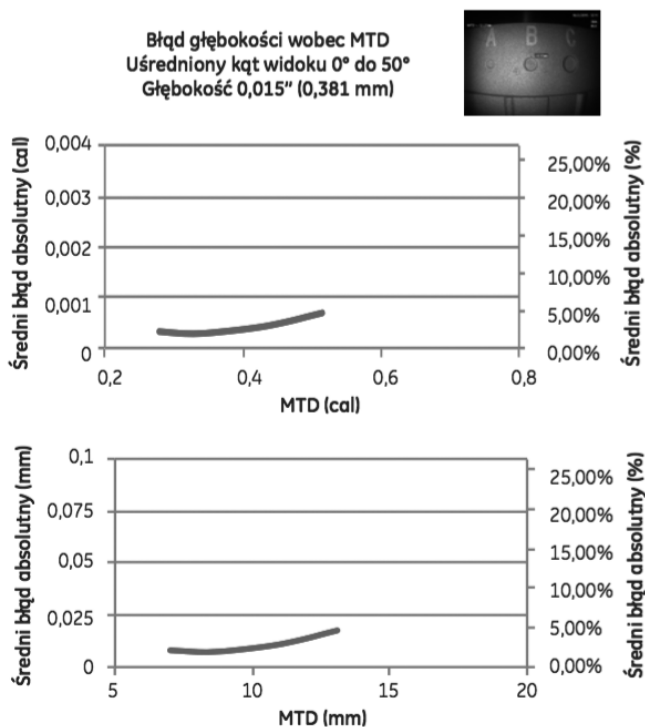 Błąd głębokości wobec MTD
Uśredniony kąt widoku 0° do 50°
Głębokość 0,015” (0,381 mm)
A B C
Średni błąd absolutny (cal)
0,004
0,003
0,002
0,001
0
0,2 0,4 0,6 0,8
MTD (cal)
25,00%
20,00%
15,00%
10,00%
5,00%
0,00%
Średni błąd absolutny (%)
Średni błąd absolutny (mm)
0,1
0,075
0,05
0,025
0
5 10 15 20
MTD (mm)
25,00%
20,00%
15,00%
10,00%
5,00%
0,00%
Średni błąd absolutny (%)